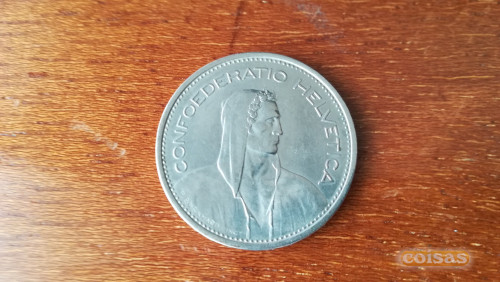 CONFOEDERATIO HELVETICA
coisas